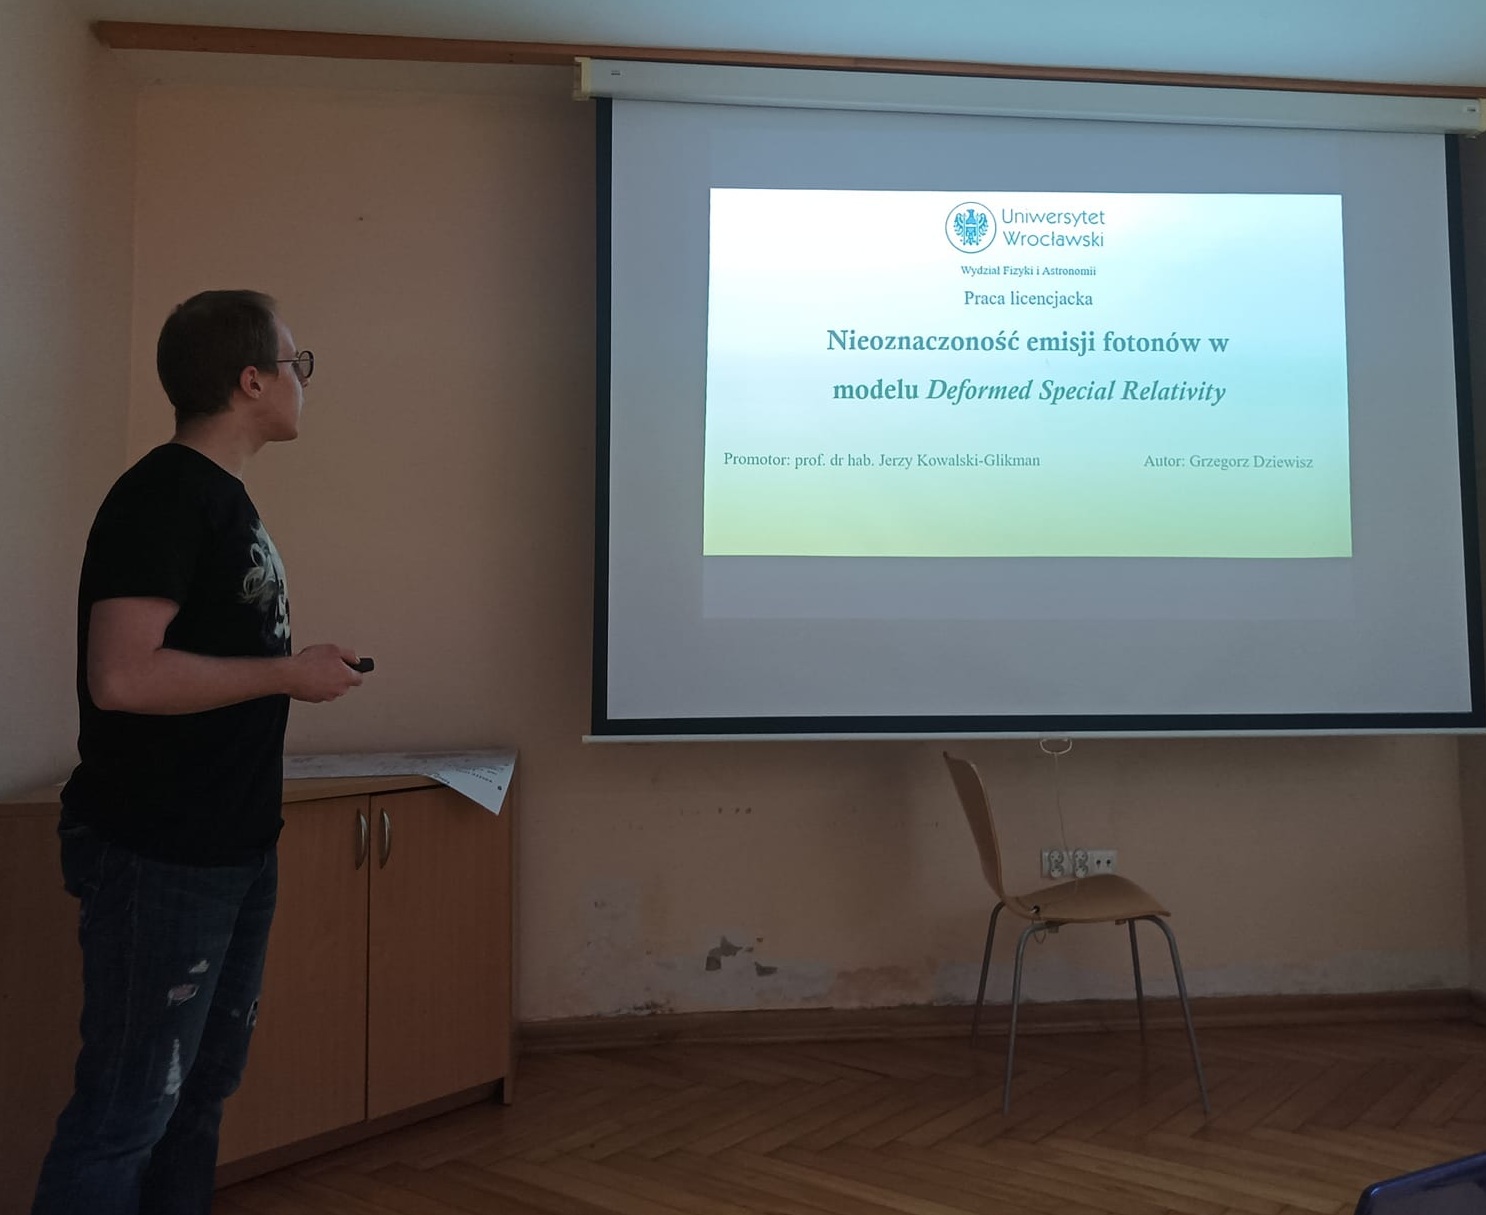 Uniwersytet
Wrocławski
Wydział Fizyki i Astronomii
Praca licencjacka
Nieoznaczoność emisji fotonów w
modelu Deformed Special Relativity
Promotor: prof. dr hab. Jerzy Kowalski-Glikman Autor: Grzegorz Dziewisz